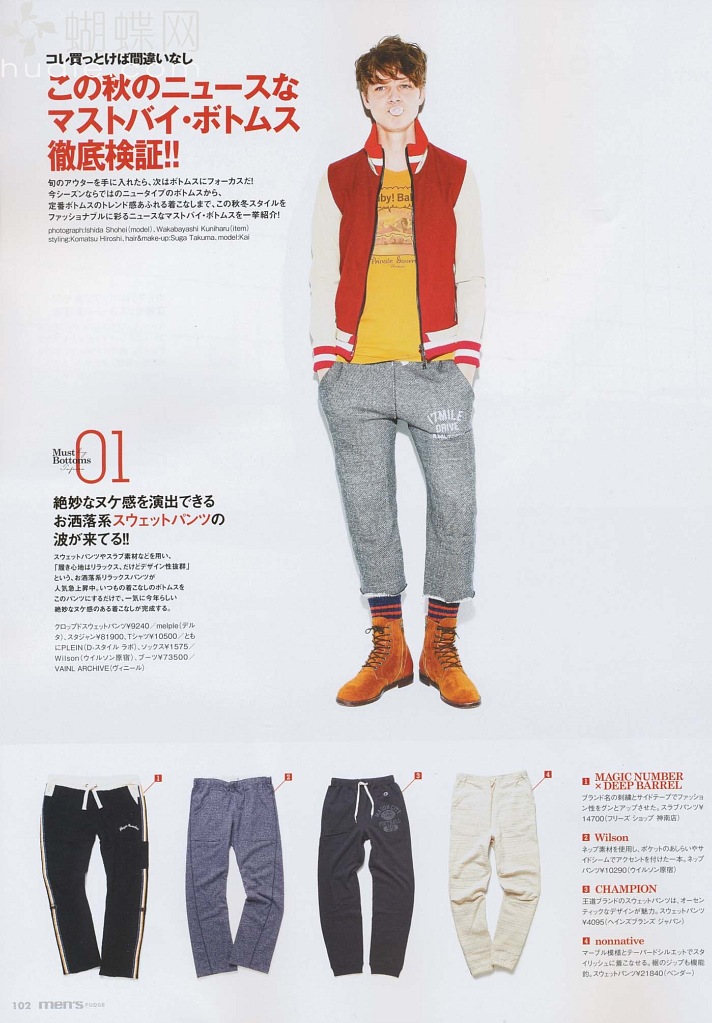 蝴蝶网
コレ買っとけば間違いなし
この秋のニュースな
マストバイ・ボトムス
徹底検証!!
旬のアウターを手に入れたら、次はボトムスにフォーカスだ!
今シーズンならではのニュータイプのボトムスから、
定番ボトムスのトレンド感あふれる着こなしまで、この秋冬スタイルを
ファッショナブルに彩るニュースなマストバイ・ボトムスを一挙紹介!
photograph:Ishida Shohei(model), Wakabayashi Kuniharu(item)
styling:Komatsu Hiroshi, hair&make-up:Suga Takuma, model:Kai
17 MILE
DRIVE
Must
Bottoms
01
絶妙なヌケ感を演出できる
お洒落系スウェットパンツの
波が来てる!!
スウェットパンツやスラブ素材などを用い、
「履き心地はリラックス、だけどデザイン性抜群」
という、お洒落系リラックスパンツが
人気急上昇中。いつもの着こなしのボトムスを
このパンツにするだけで、一気に今年らしい
絶妙なヌケ感のある着こなしが完成する。
クロップドスウェットパンツ¥9240/melple(デル
タ)、スタジャン¥81900、Tシャツ¥10500/とも
にPLEIN(D-スタイル ラボ)、ソックス¥1575/
Wilson(ウイルソン原宿)、ブーツ¥73500/
VAINL ARCHIVE(ヴィニール)
1
2
3
4
1 MAGIC NUMBER
× DEEP BARREL
ブランド名の刺繍とサイドテープでファッショ
ン性をグンとアップさせた。スラブパンツ¥
14700(フリーズ ショップ 神南店)
2 Wilson
ネップ素材を使用し、ポケットのあしらいやサ
イドシームでアクセントを付けた一本。ネップ
パンツ¥10290(ウイルソン原宿)
3 CHAMPION
王道ブランドのスウェットパンツは、オーセン
ティックなデザインが魅力。スウェットパンツ
¥4095(ヘインズブランズ ジャパン)
4 nonnative
マーブル模様とテーパードシルエットでスタ
イリッシュに着こなせる。裾のジップも機能
的。スウェットパンツ¥21840(ベンダー)
102 men's FUDGE